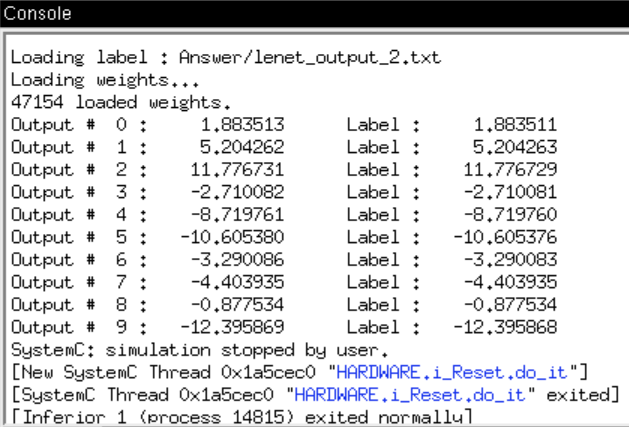 Console
Loading label : Answer/lenet_output_2.txt
Loading weights...
47154 loaded weights.
Output # 0 : 1.883513 Label : 1.883511
Output # 1 : 5.204262 Label : 5.204263
Output # 2 : 11.776731 Label : 11.776729
Output # 3 : -2.710082 Label : -2.710081
Output # 4 : -8.719761 Label : -8.719760
Output # 5 : -10.605380 Label : -10.605376
Output # 6 : -3.290086 Label : -3.290083
Output # 7 : -4.403935 Label : -4.403935
Output # 8 : -0.877534 Label : -0.877534
Output # 9 : -12.395869 Label : -12.395868
SystemC: simulation stopped by user.
[New SystemC Thread 0x1a5cec0 "HARDWARE.i_Reset.do_it"]
[SystemC Thread 0x1a5cec0 "HARDWARE.i_Reset.do_it" exited]
[Inferior 1 (process 14815) exited normally]